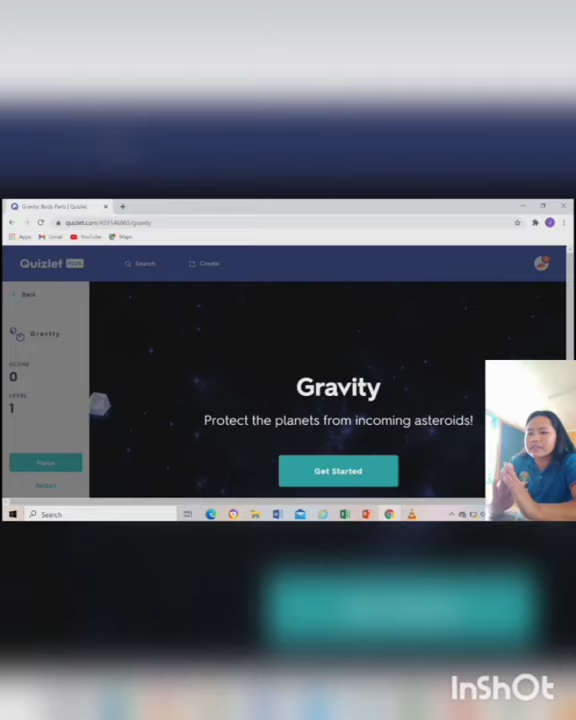 Gravity: Body Parts | Quizlet
quizlet.com/459146865/gravity
Apps Gmail YouTube Maps
Quizlet PLUS Search Create
Back
Gravity
SCORE
0
LEVEL
1
Gravity
Protect the planets from incoming asteroids!
Get Started
Pause
Restart
Search
InShOt